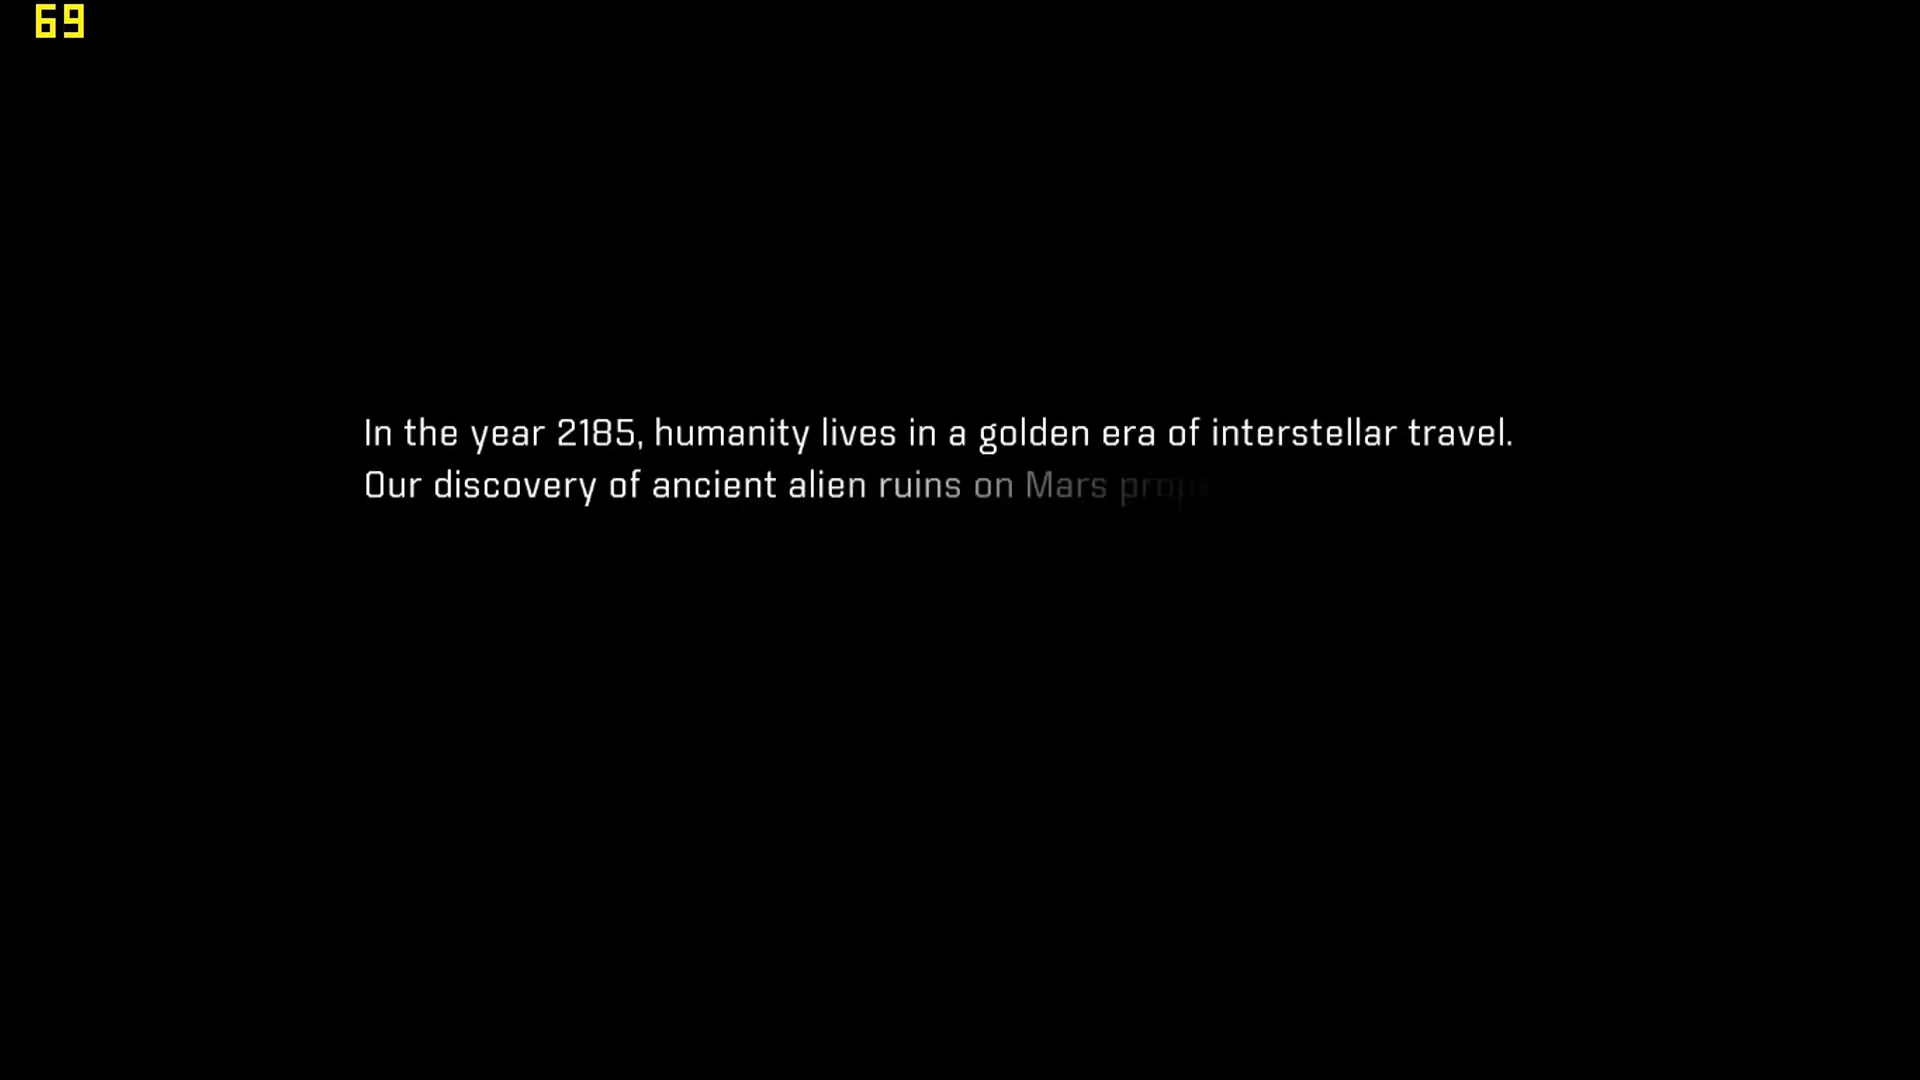 69
In the year 2185, humanity lives in a golden era of interstellar travel.
Our discovery of ancient alien ruins on Mars